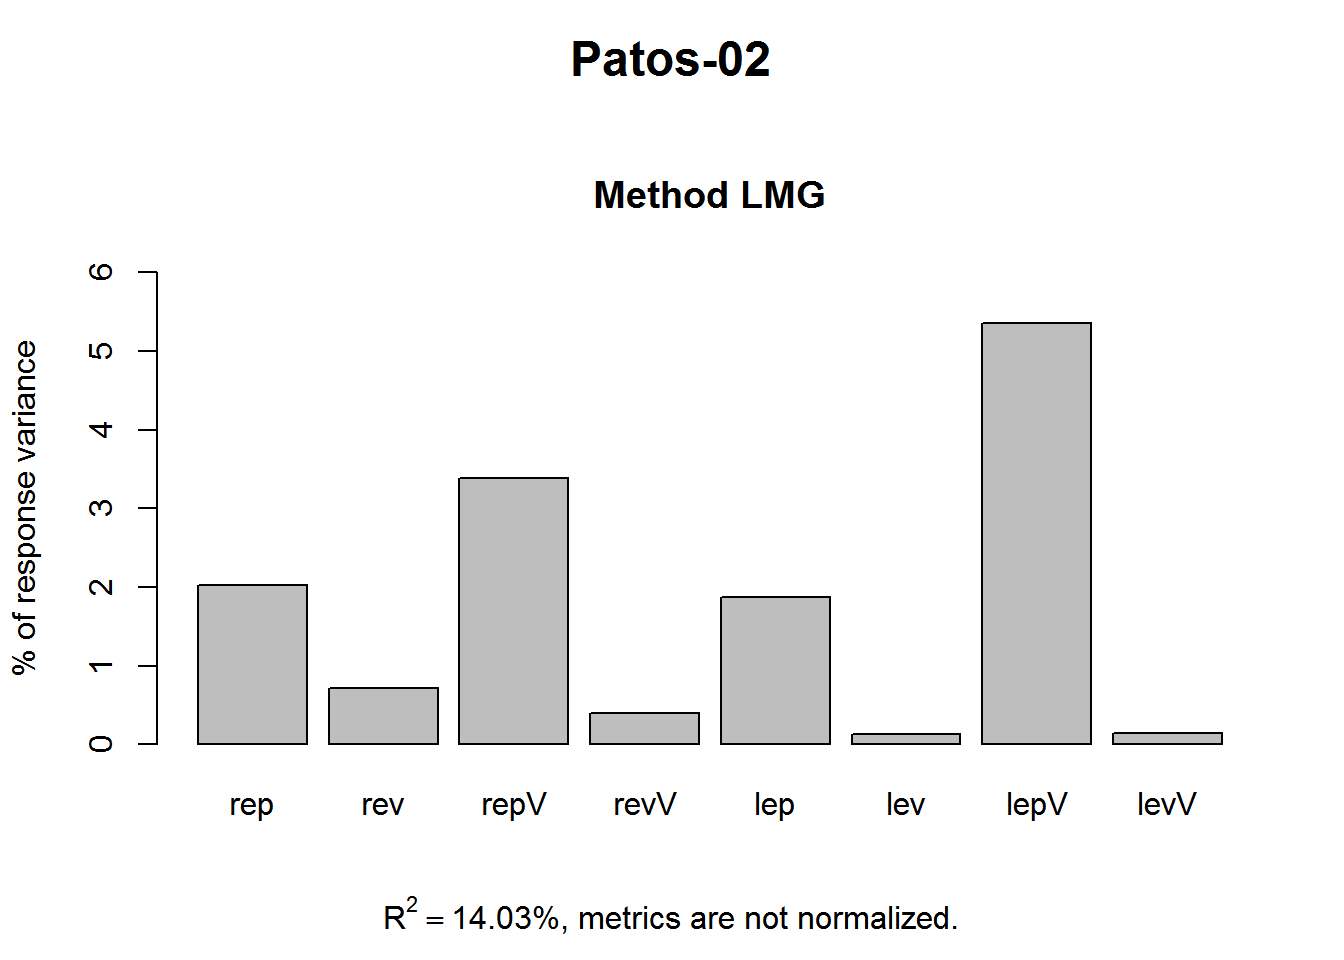 Patos-02
Method LMG
% of response variance
6
5
4
3
2
1
0
rep rev repV revV lep lev lepV levV
R² = 14.03%, metrics are not normalized.